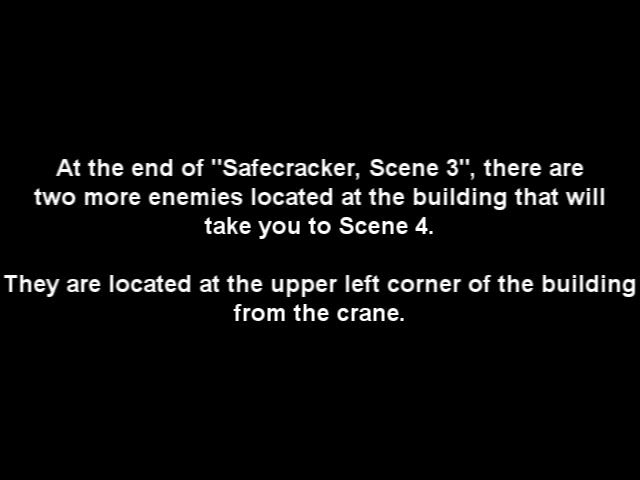 At the end of "Safecracker, Scene 3", there are
two more enemies located at the building that will
take you to Scene 4.
They are located at the upper left corner of the building
from the crane.